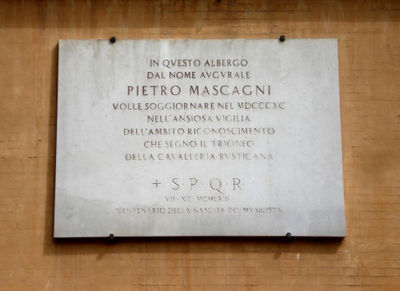 IN QVESTO ALBERGO
DAL NOME AVGVRALE
PIETRO MASCAGNI
VOLLE SOGGIORNARE NEL MDCCCXC
NELL'ANSIOSA VIGILIA
DELL'AMBITO RICONOSCIMENTO
CHE SEGNO IL TRIONFO
DELLA CAVALLERIA RVSTICANA
+ S·P·Q·R
VII·XII·MCMLXIII
CENTENARIO DELLA NASCITA DEL MVSICISTA